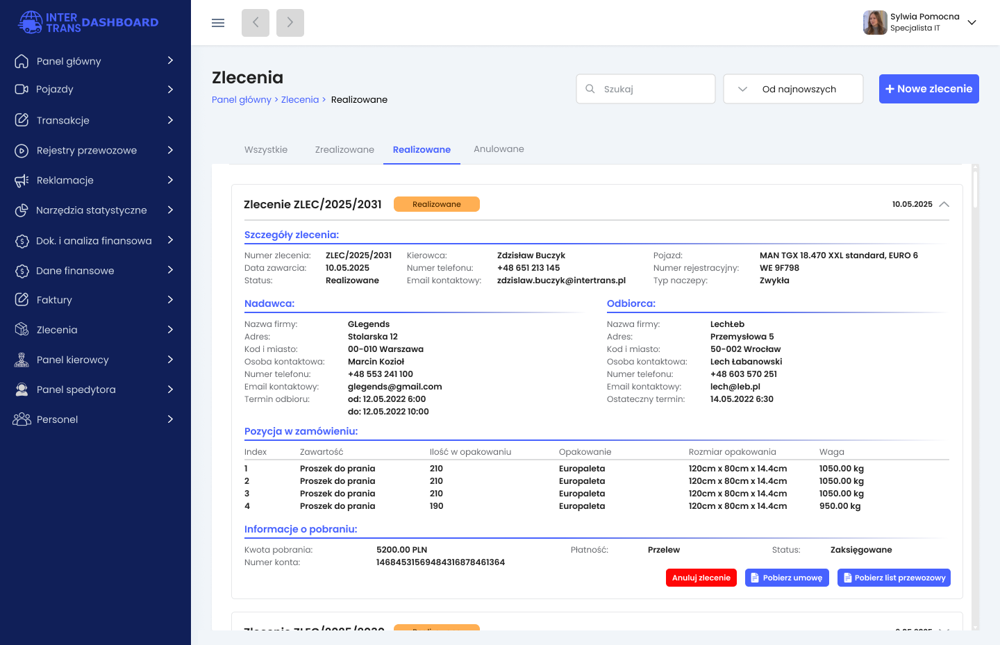 INTER TRANS DASHBOARD
Panel główny
Pojazdy
Transakcje
Rejestry przewozowe
Reklamacje
Narzędzia statystyczne
Dok. i analiza finansowa
Dane finansowe
Faktury
Zlecenia
Panel kierowcy
Panel spedytora
Personel
Sylwia Pomocna
Specjalista IT
Zlecenia
Panel główny > Zlecenia > Realizowane
Szukaj
Od najnowszych
+ Nowe zlecenie
Wszystkie Zrealizowane Realizowane Anulowane
Zlecenie ZLEC/2025/2031 Realizowane 10.05.2025
Szczegóły zlecenia:
Numer zlecenia: ZLEC/2025/2031 Kierowca: Zdzisław Buczyk Pojazd: MAN TGX 18.470 XXL standard, EURO 6
Data zawarcia: 10.05.2025 Numer telefonu: +48 651 213 145 Numer rejestracyjny: WE 9F798
Status: Realizowane Email kontaktowy: zdzislaw.buczyk@intertrans.pl Typ naczepy: Zwykła
Nadawca: Odbiorca:
Nazwa firmy: GLegends Nazwa firmy: LechŁeb
Adres: Stolarska 12 Adres: Przemysłowa 5
Kod i miasto: 00-010 Warszawa Kod i miasto: 50-002 Wrocław
Osoba kontaktowa: Marcin Kozioł Osoba kontaktowa: Lech Łabanowski
Numer telefonu: +48 553 241 100 Numer telefonu: +48 603 570 251
Email kontaktowy: glegends@gmail.com Email kontaktowy: lech@leb.pl
Termin odbioru: od: 12.05.2022 6:00 Ostateczny termin: 14.05.2022 6:30
do: 12.05.2022 10:00
Pozycja w zamówieniu:
Index Zawartość Ilość w opakowaniu Opakowanie Rozmiar opakowania Waga
1 Proszek do prania 210 Europaleta 120cm x 80cm x 14.4cm 1050.00 kg
2 Proszek do prania 210 Europaleta 120cm x 80cm x 14.4cm 1050.00 kg
3 Proszek do prania 210 Europaleta 120cm x 80cm x 14.4cm 1050.00 kg
4 Proszek do prania 190 Europaleta 120cm x 80cm x 14.4cm 950.00 kg
Informacje o pobraniu:
Kwota pobrania: 5200.00 PLN Płatność: Przelew Status: Zaksięgowane
Numer konta: 14684531569484316878461364
Anuluj zlecenie Pobierz umowę Pobierz list przewozowy
Zlecenie ZLEC/2025/2030 Realizowane